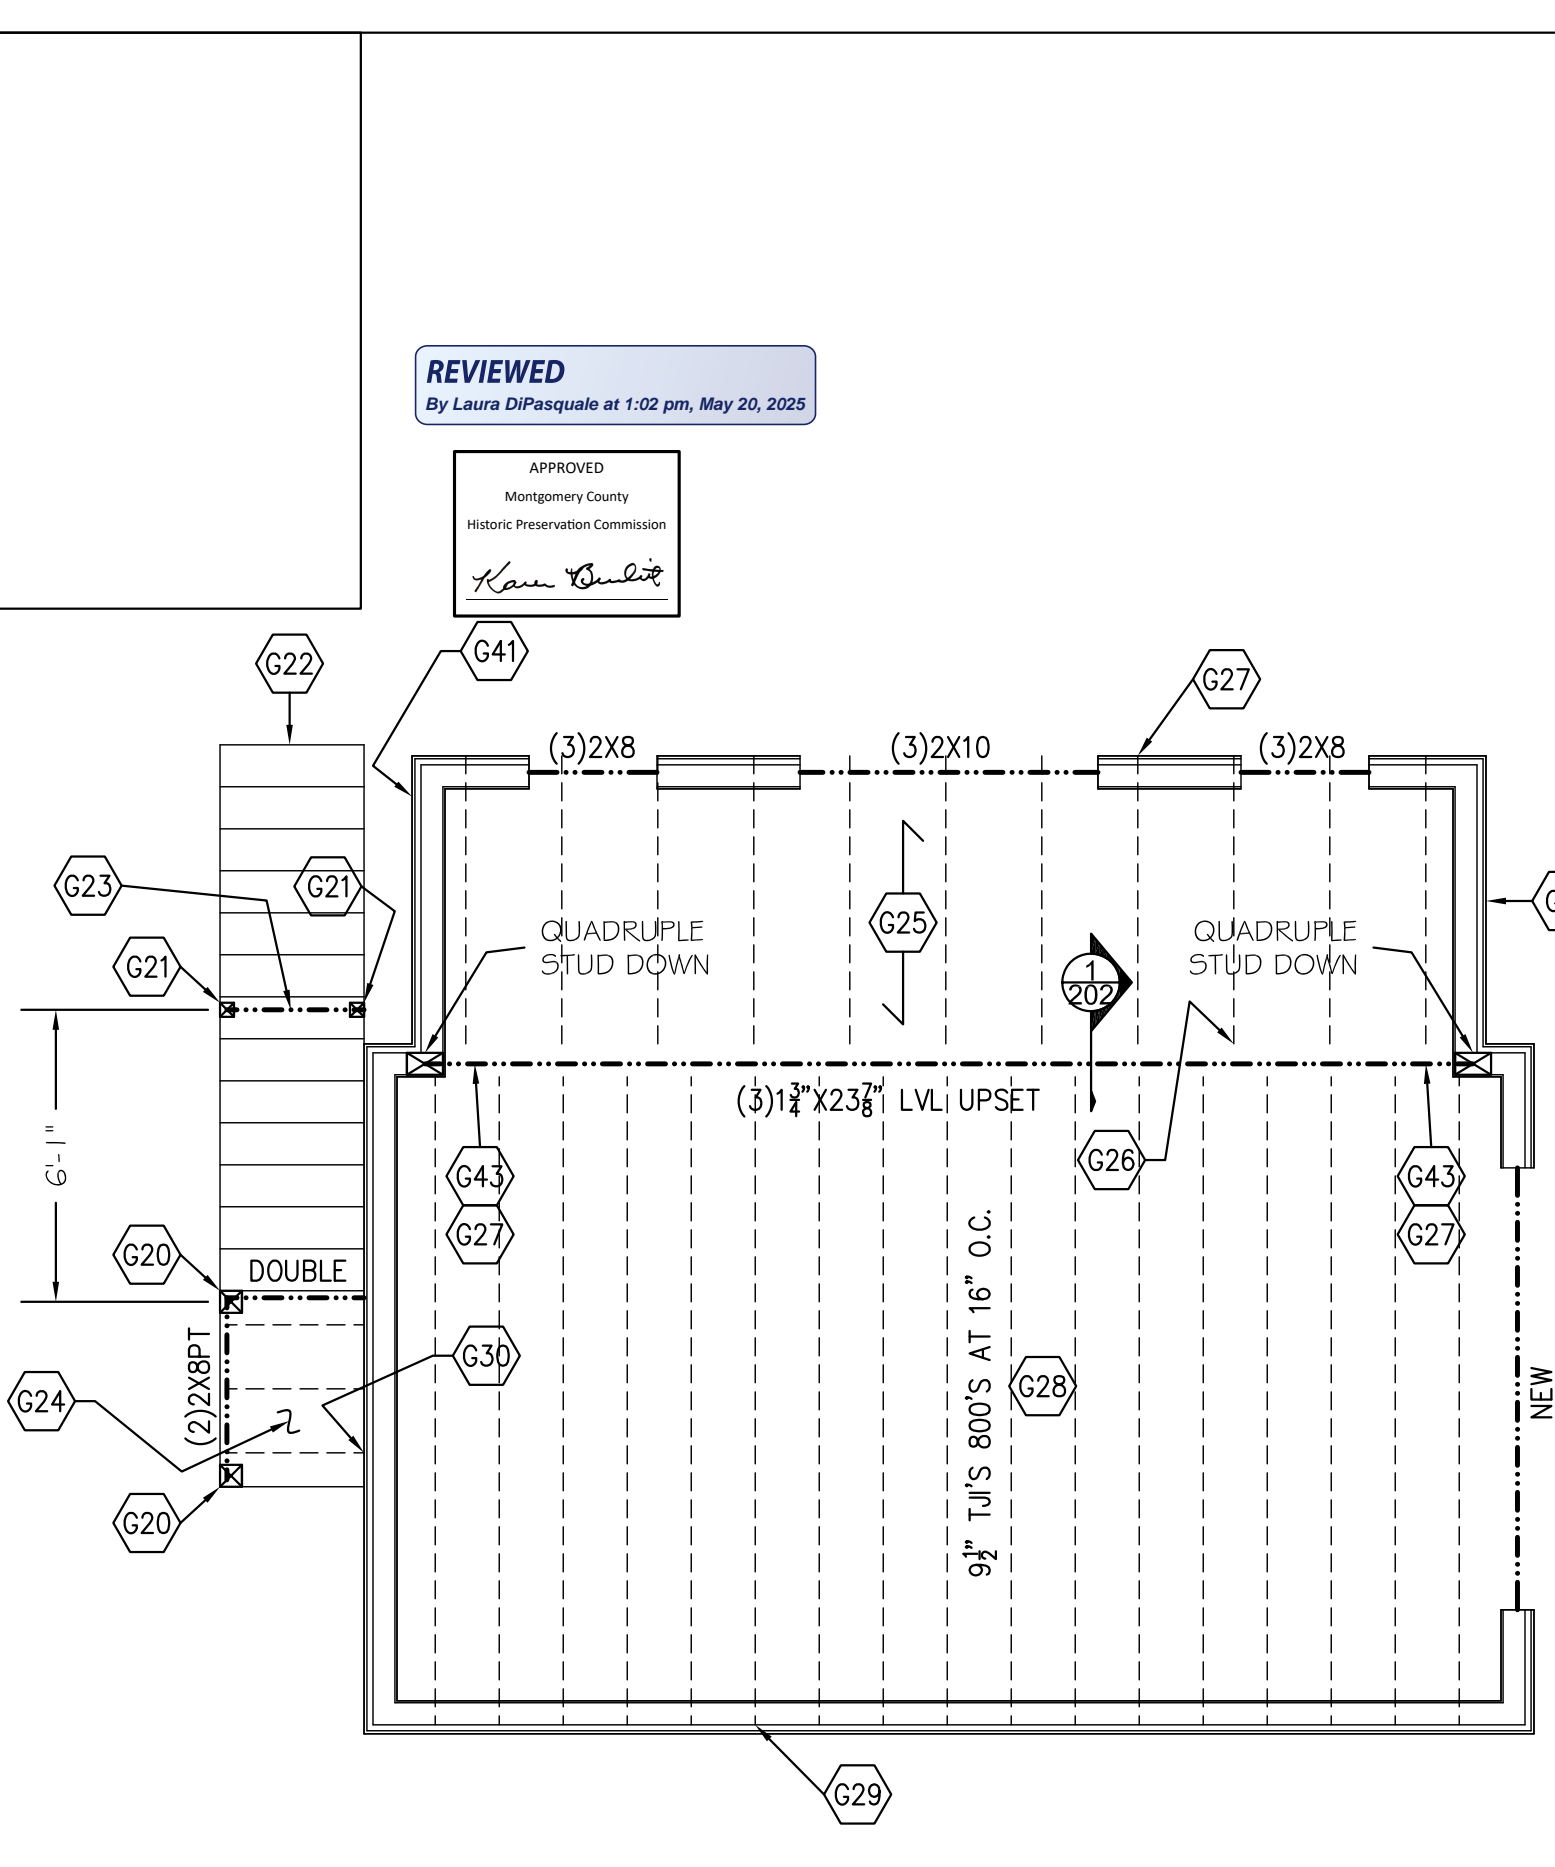 REVIEWED
By Laura DiPasquale at 1:02 pm, May 20, 2025
APPROVED
Montgomery County
Historic Preservation Commission
G41
G22
G27
(3)2X8
(3)2X10
(3)2X8
G23
G21
G25
QUADRUPLE
STUD DOWN
QUADRUPLE
STUD DOWN
G21
1
202
(3)1¾"X23⅞" LVL UPSET
6'-1"
G43
G27
G26
G43
G27
G20
DOUBLE
(2)2X8PT
G30
G24
9½" TJI'S 800'S AT 16" O.C.
G28
NEW
G20
G29